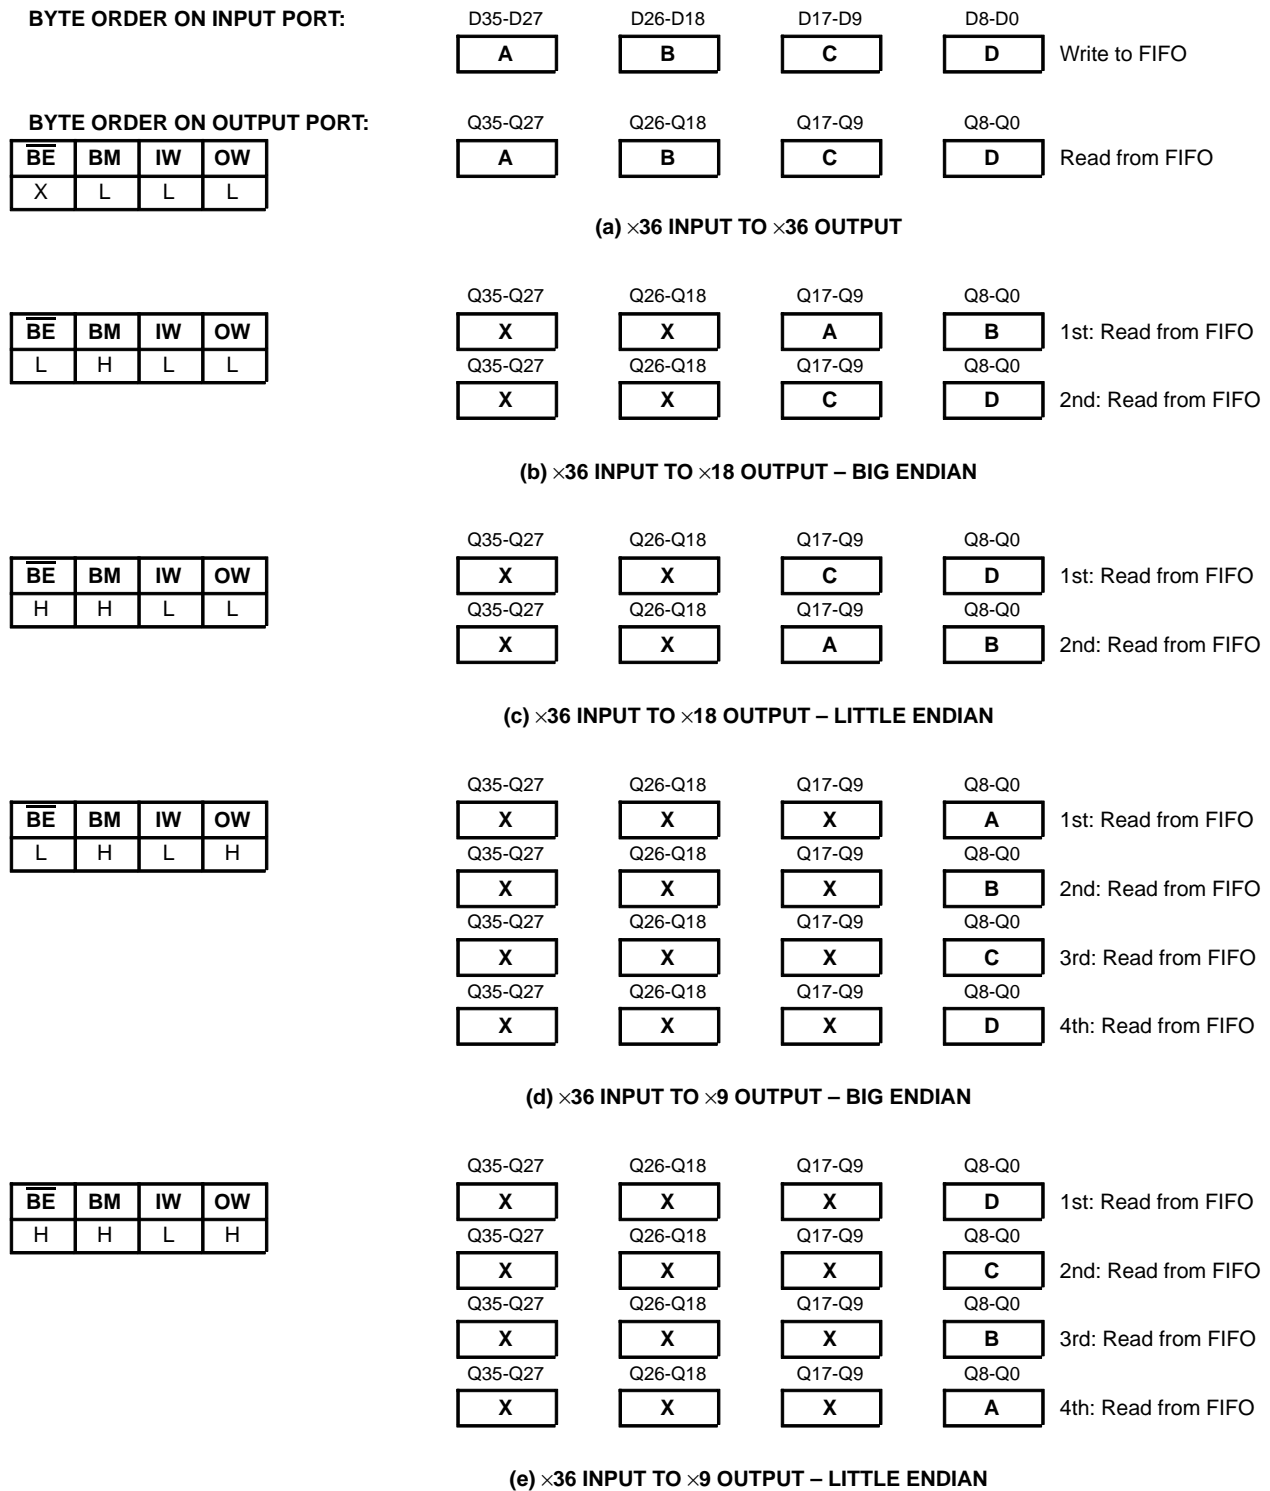 BYTE ORDER ON INPUT PORT: D35-D27 D26-D18 D17-D9 D8-D0
A B C D Write to FIFO
BYTE ORDER ON OUTPUT PORT: Q35-Q27 Q26-Q18 Q17-Q9 Q8-Q0
BE BM IW OW A B C D Read from FIFO
X L L L
(a) ×36 INPUT TO ×36 OUTPUT
Q35-Q27 Q26-Q18 Q17-Q9 Q8-Q0
BE BM IW OW X X A B 1st: Read from FIFO
L H L L Q35-Q27 Q26-Q18 Q17-Q9 Q8-Q0
X X C D 2nd: Read from FIFO
(b) ×36 INPUT TO ×18 OUTPUT – BIG ENDIAN
Q35-Q27 Q26-Q18 Q17-Q9 Q8-Q0
BE BM IW OW X X C D 1st: Read from FIFO
H H L L Q35-Q27 Q26-Q18 Q17-Q9 Q8-Q0
X X A B 2nd: Read from FIFO
(c) ×36 INPUT TO ×18 OUTPUT – LITTLE ENDIAN
Q35-Q27 Q26-Q18 Q17-Q9 Q8-Q0
BE BM IW OW X X X A 1st: Read from FIFO
L H L H Q35-Q27 Q26-Q18 Q17-Q9 Q8-Q0
X X X B 2nd: Read from FIFO
Q35-Q27 Q26-Q18 Q17-Q9 Q8-Q0
X X X C 3rd: Read from FIFO
Q35-Q27 Q26-Q18 Q17-Q9 Q8-Q0
X X X D 4th: Read from FIFO
(d) ×36 INPUT TO ×9 OUTPUT – BIG ENDIAN
Q35-Q27 Q26-Q18 Q17-Q9 Q8-Q0
BE BM IW OW X X X D 1st: Read from FIFO
H H L H Q35-Q27 Q26-Q18 Q17-Q9 Q8-Q0
X X X C 2nd: Read from FIFO
Q35-Q27 Q26-Q18 Q17-Q9 Q8-Q0
X X X B 3rd: Read from FIFO
Q35-Q27 Q26-Q18 Q17-Q9 Q8-Q0
X X X A 4th: Read from FIFO
(e) ×36 INPUT TO ×9 OUTPUT – LITTLE ENDIAN